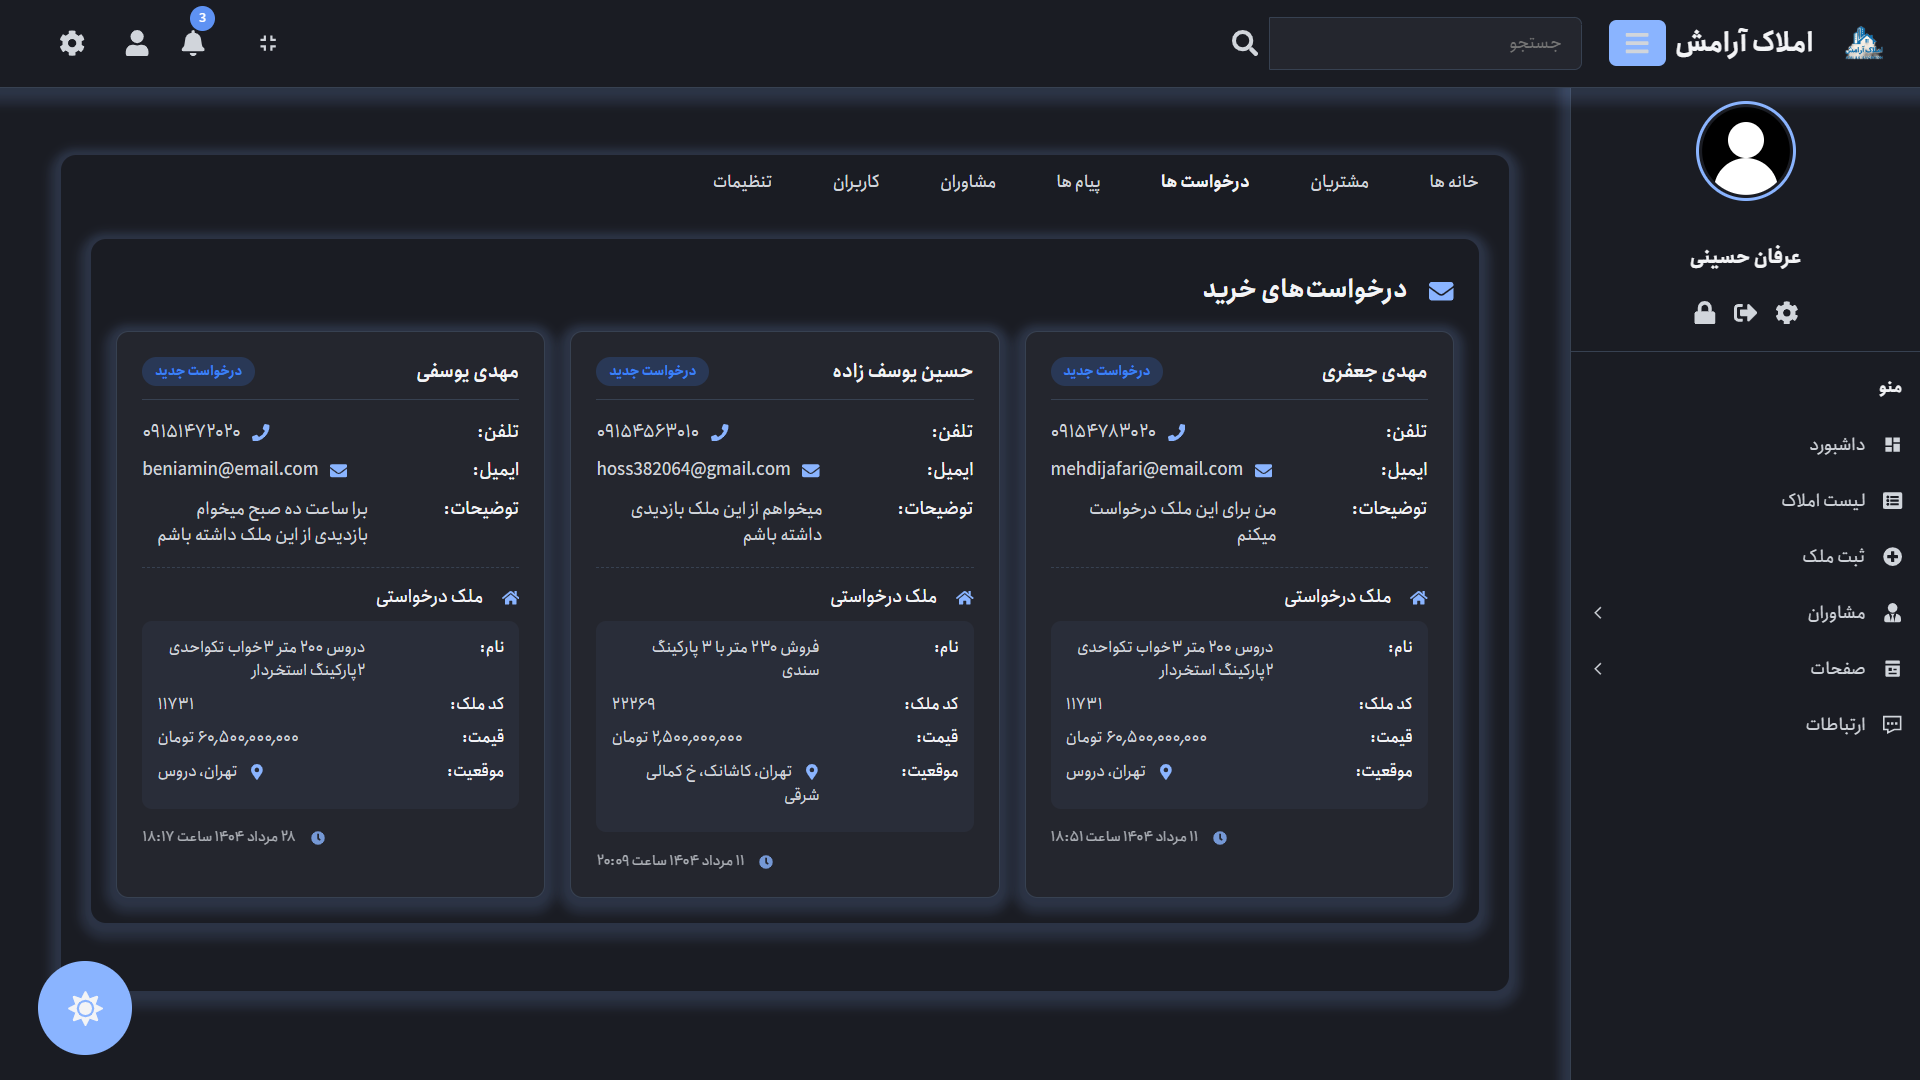 املاک آرامش
جستجو
3
عرفان حسینی
منو
داشبورد
لیست املاک
ثبت ملک
مشاوران
صفحات
ارتباطات
خانه ها
مشتریان
درخواست ها
پیام ها
مشاوران
کاربران
تنظیمات
درخواست‌های خرید
مهدی جعفری
درخواست جدید
تلفن: ۰۹۱۵۴۷۸۳۰۲۰
ایمیل: mehdijafari@email.com
توضیحات: من برای این ملک درخواست
میکنم
ملک درخواستی
نام: دروس ۲۰۰ متر ۳خواب تکواحدی
۲پارکینگ استخردار
کد ملک: ۱۱۷۳۱
قیمت: ۶۰,۵۰۰,۰۰۰,۰۰۰ تومان
موقعیت: تهران، دروس
۱۱ مرداد ۱۴۰۴ ساعت ۱۸:۵۱
حسین یوسف زاده
درخواست جدید
تلفن: ۰۹۱۵۴۵۶۳۰۱۰
ایمیل: hoss382064@gmail.com
توضیحات: میخواهم از این ملک بازدیدی
داشته باشم
ملک درخواستی
نام: فروش ۲۳۰ متر با ۳ پارکینگ
سندی
کد ملک: ۲۲۲۶۹
قیمت: ۲,۵۰۰,۰۰۰,۰۰۰ تومان
موقعیت: تهران، کاشانک، خ کمالی
شرقی
۱۱ مرداد ۱۴۰۴ ساعت ۲۰:۰۹
مهدی یوسفی
درخواست جدید
تلفن: ۰۹۱۵۱۴۷۲۰۲۰
ایمیل: beniamin@email.com
توضیحات: برا ساعت ده صبح میخوام
بازدیدی از این ملک داشته باشم
ملک درخواستی
نام: دروس ۲۰۰ متر ۳خواب تکواحدی
۲پارکینگ استخردار
کد ملک: ۱۱۷۳۱
قیمت: ۶۰,۵۰۰,۰۰۰,۰۰۰ تومان
موقعیت: تهران، دروس
۲۸ مرداد ۱۴۰۴ ساعت ۱۸:۱۷